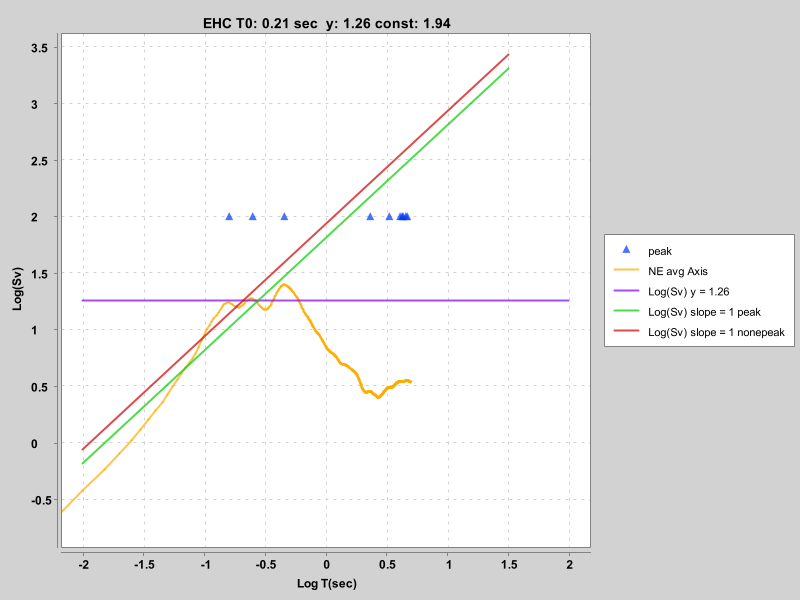 EHC T0: 0.21 sec  y: 1.26 const: 1.94
3.5
3
2.5
2
1.5
1
0.5
0
-0.5
Log(Sv)
-2
-1.5
-1
-0.5
0
0.5
1
1.5
2
Log T(sec)
peak
NE avg Axis
Log(Sv) y = 1.26
Log(Sv) slope = 1 peak
Log(Sv) slope = 1 nonepeak